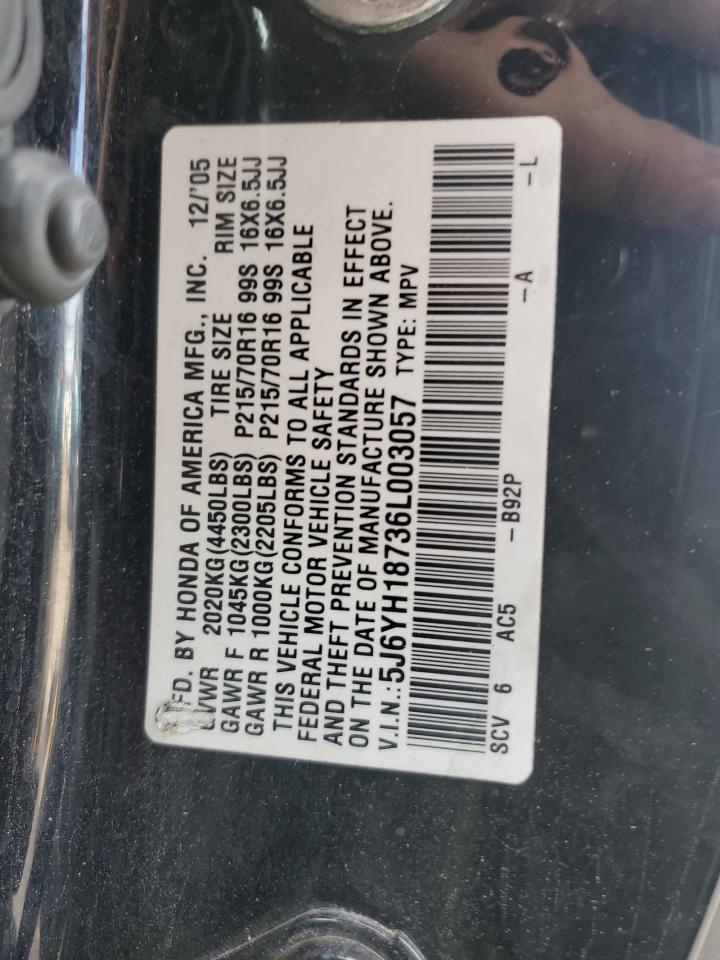 MFD. BY HONDA OF AMERICA MFG., INC. 12/'05
GVWR 2020KG(4450LBS) TIRE SIZE RIM SIZE
GAWR F 1045KG(2300LBS) P215/70R16 99S 16X6.5JJ
GAWR R 1000KG(2205LBS) P215/70R16 99S 16X6.5JJ
THIS VEHICLE CONFORMS TO ALL APPLICABLE
FEDERAL MOTOR VEHICLE SAFETY
AND THEFT PREVENTION STANDARDS IN EFFECT
ON THE DATE OF MANUFACTURE SHOWN ABOVE.
V.I.N.:5J6YH18736L003057 TYPE: MPV
SCV 6 AC5 -B92P -A -L